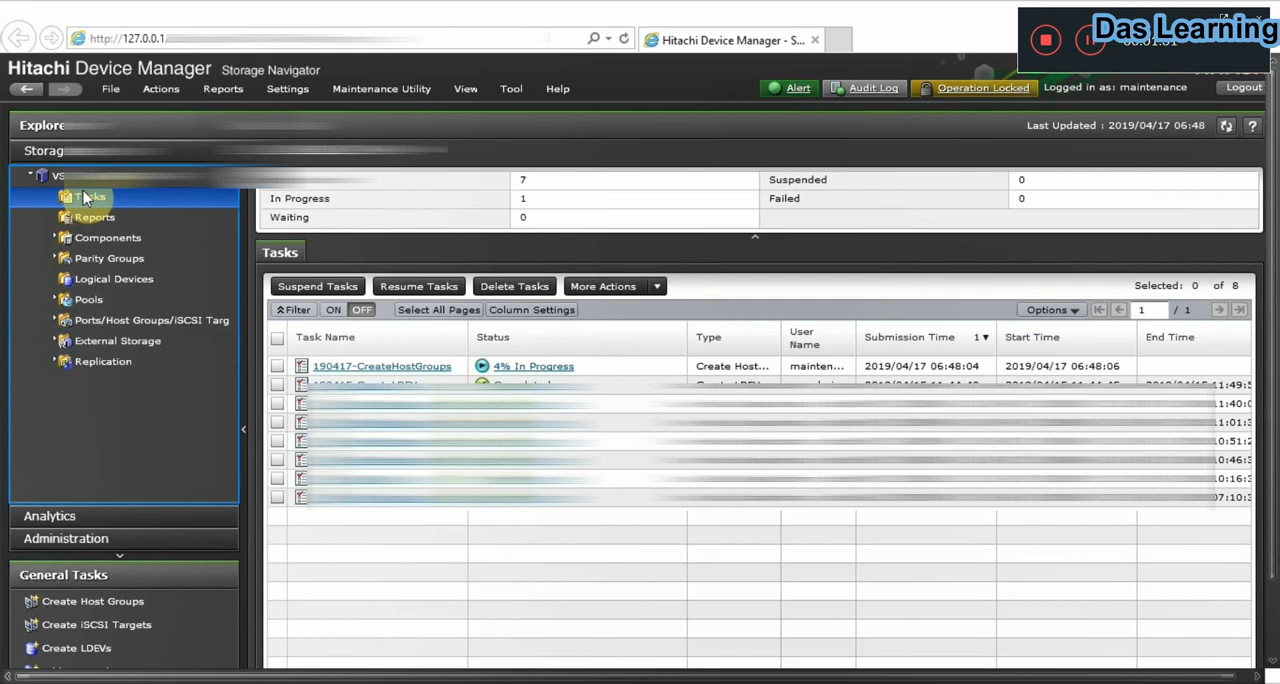 Das Learning
http://127.0.0.1/
Hitachi Device Manager - S...
Hitachi Device Manager Storage Navigator
File Actions Reports Settings Maintenance Utility View Tool Help
Alert Audit Log Operation Locked Logged in as: maintenance Logout
Last Updated : 2019/04/17 06:48
7 Suspended 0
In Progress 1 Failed 0
Waiting 0
Tasks
Reports
Components
Parity Groups
Logical Devices
Pools
Ports/Host Groups/iSCSI Targ
External Storage
Replication
Analytics
Administration
General Tasks
Create Host Groups
Create iSCSI Targets
Create LDEVs
Tasks
Suspend Tasks Resume Tasks Delete Tasks More Actions Selected: 0 of 8
Filter ON OFF Select All Pages Column Settings Options 1 / 1
Task Name Status Type User Name Submission Time 1 Start Time End Time
190417-CreateHostGroups 4% In Progress Create Host... mainten... 2019/04/17 06:48:04 2019/04/17 06:48:06